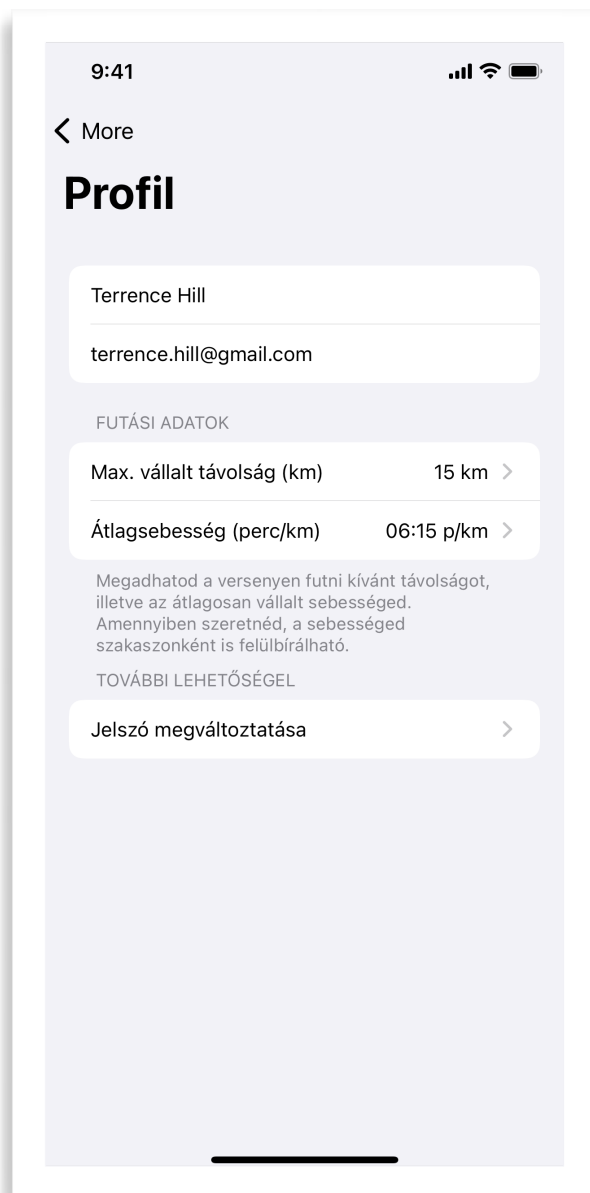 9:41
More
Profil
Terrence Hill
terrence.hill@gmail.com
FUTÁSI ADATOK
Max. vállalt távolság (km) 15 km
Átlagsebesség (perc/km) 06:15 p/km
Megadhatod a versenyen futni kívánt távolságot,
illetve az átlagosan vállalt sebességed.
Amennyiben szeretnéd, a sebességed
szakaszonként is felülbírálható.
TOVÁBBI LEHETŐSÉGEL
Jelszó megváltoztatása